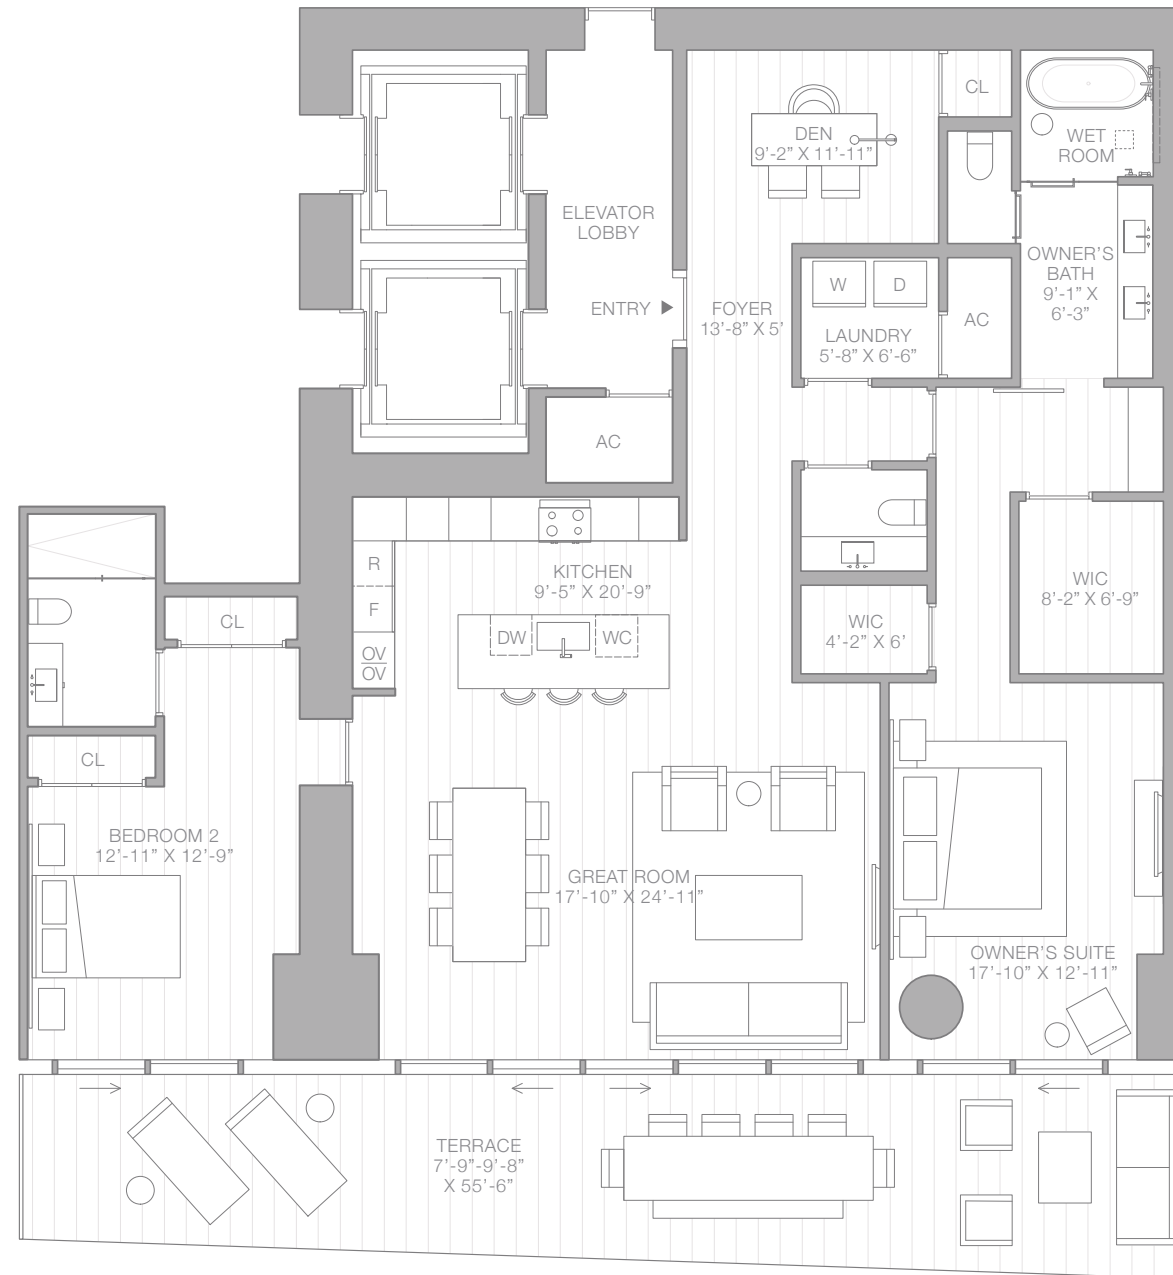 CL
DEN
9'-2" X 11'-11"
WET
ROOM
ELEVATOR
LOBBY
OWNER'S
BATH
9'-1" X
6'-3"
W
D
ENTRY
FOYER
13'-8" X 5'
AC
LAUNDRY
5'-8" X 6'-6"
AC
R
F
OV
OV
KITCHEN
9'-5" X 20'-9"
DW
WC
WIC
8'-2" X 6'-9"
WIC
4'-2" X 6'
CL
CL
BEDROOM 2
12'-11" X 12'-9"
GREAT ROOM
17'-10" X 24'-11"
OWNER'S SUITE
17'-10" X 12'-11"
TERRACE
7'-9"-9'-8"
X 55'-6"